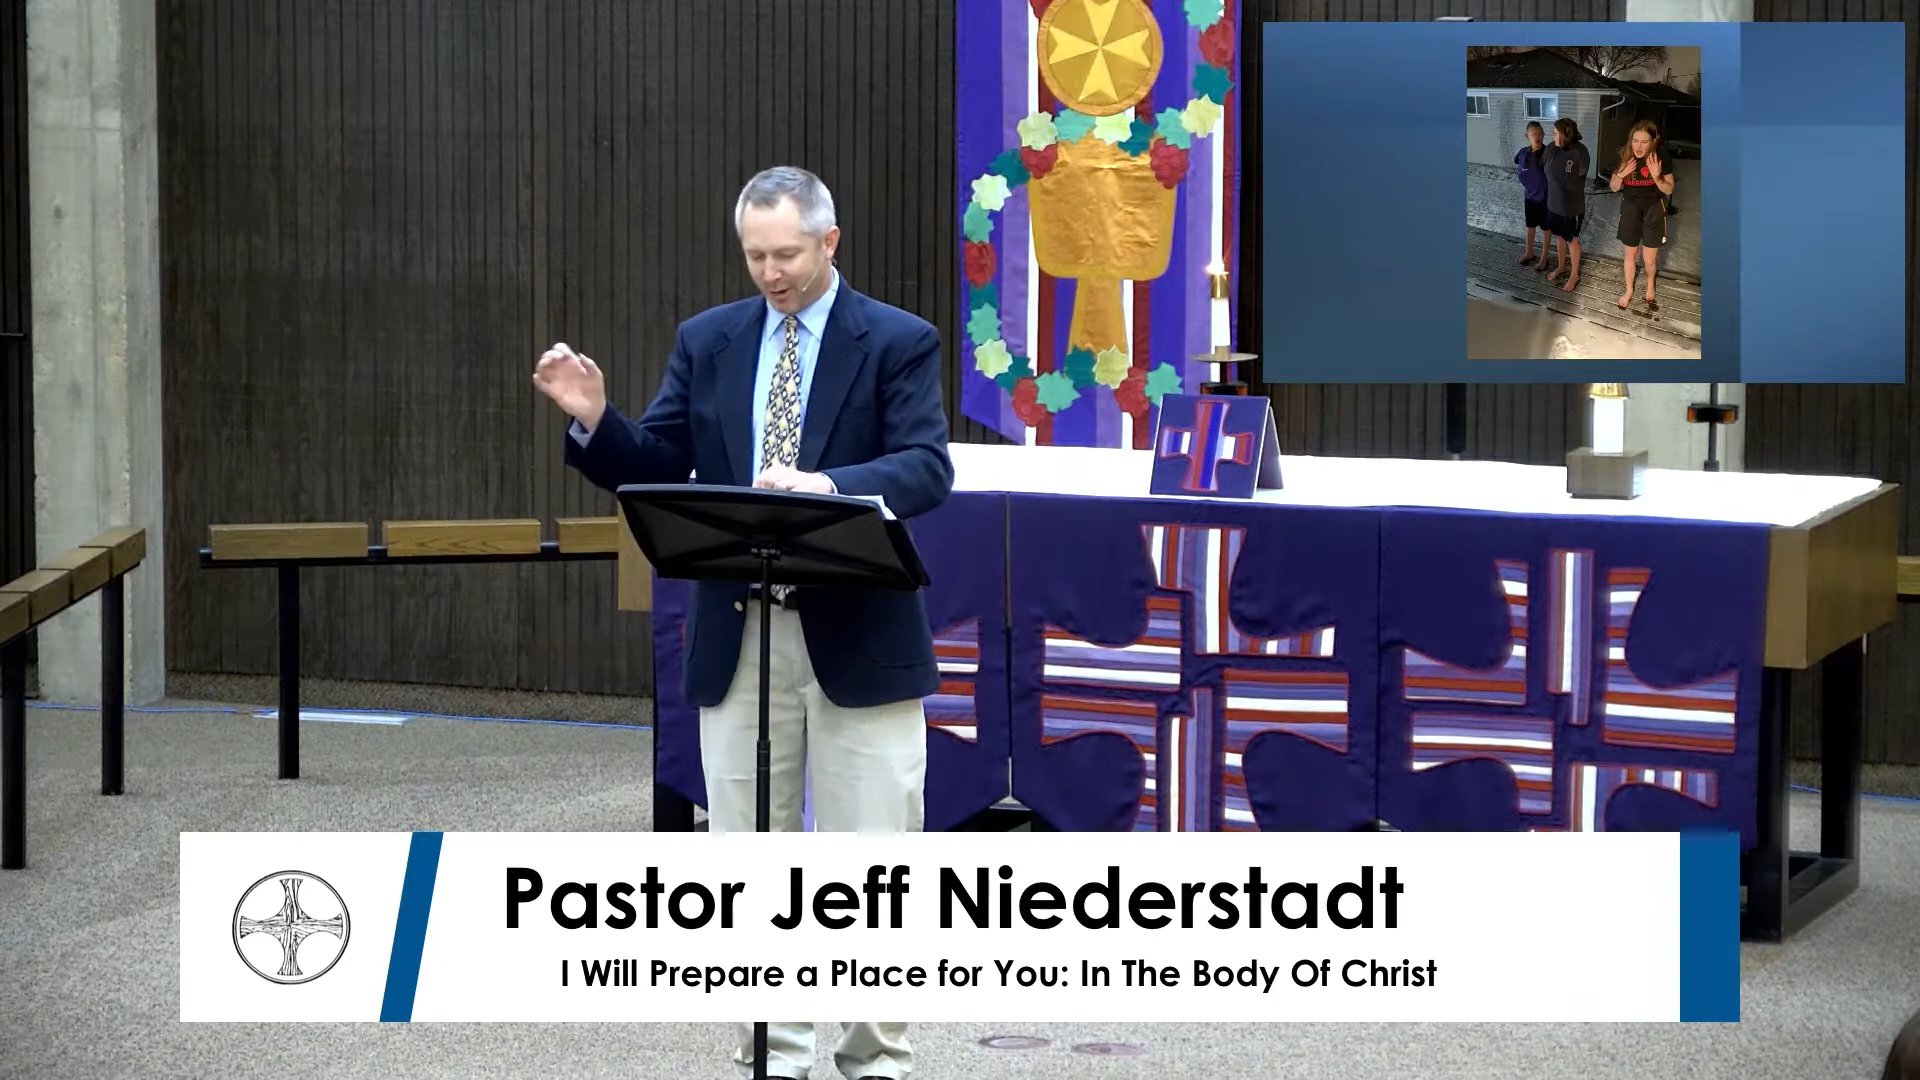 Pastor Jeff Niederstadt
I Will Prepare a Place for You: In The Body Of Christ